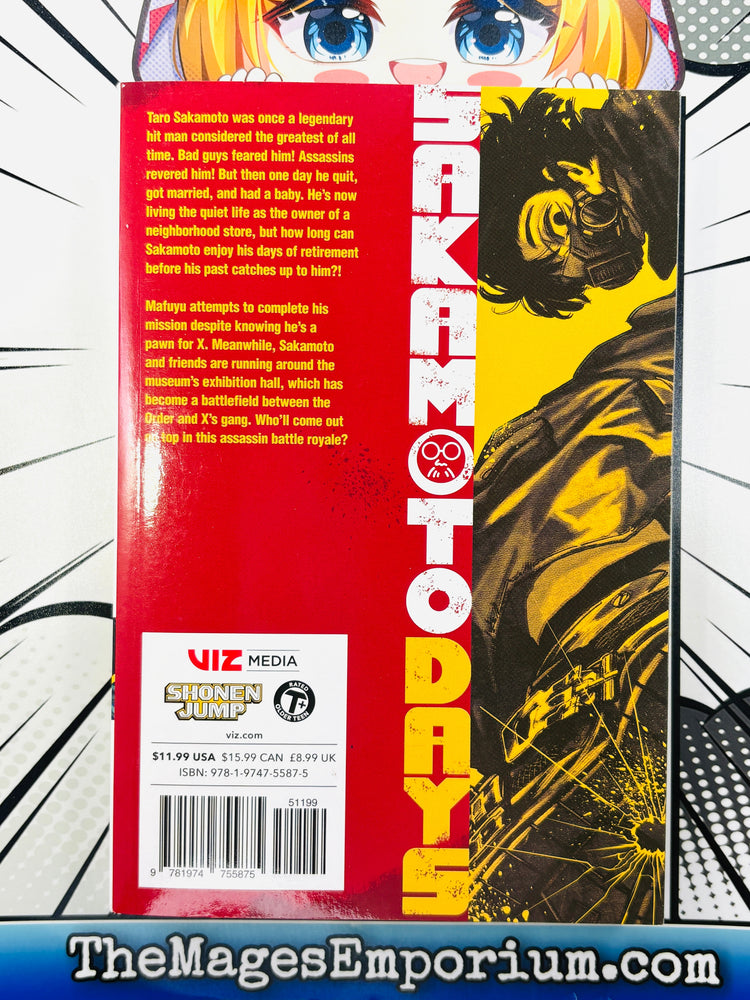 Taro Sakamoto was once a legendary
hit man considered the greatest of all
time. Bad guys feared him! Assassins
revered him! But then one day he quit,
got married, and had a baby. He's now
living the quiet life as the owner of a
neighborhood store, but how long can
Sakamoto enjoy his days of retirement
before his past catches up to him?!
Mafuyu attempts to complete his
mission despite knowing he's a
pawn for X. Meanwhile, Sakamoto
and friends are running around the
museum's exhibition hall, which has
become a battlefield between the
Order and X's gang. Who'll come out
on top in this assassin battle royale?
SAKAMOTO DAYS
VIZ MEDIA
SHONEN
JUMP
RATED
T+
OLDER TEEN
viz.com
$11.99 USA $15.99 CAN £8.99 UK
ISBN: 978-1-9747-5587-5
51199
9 781974 755875
TheMagesEmporium.com